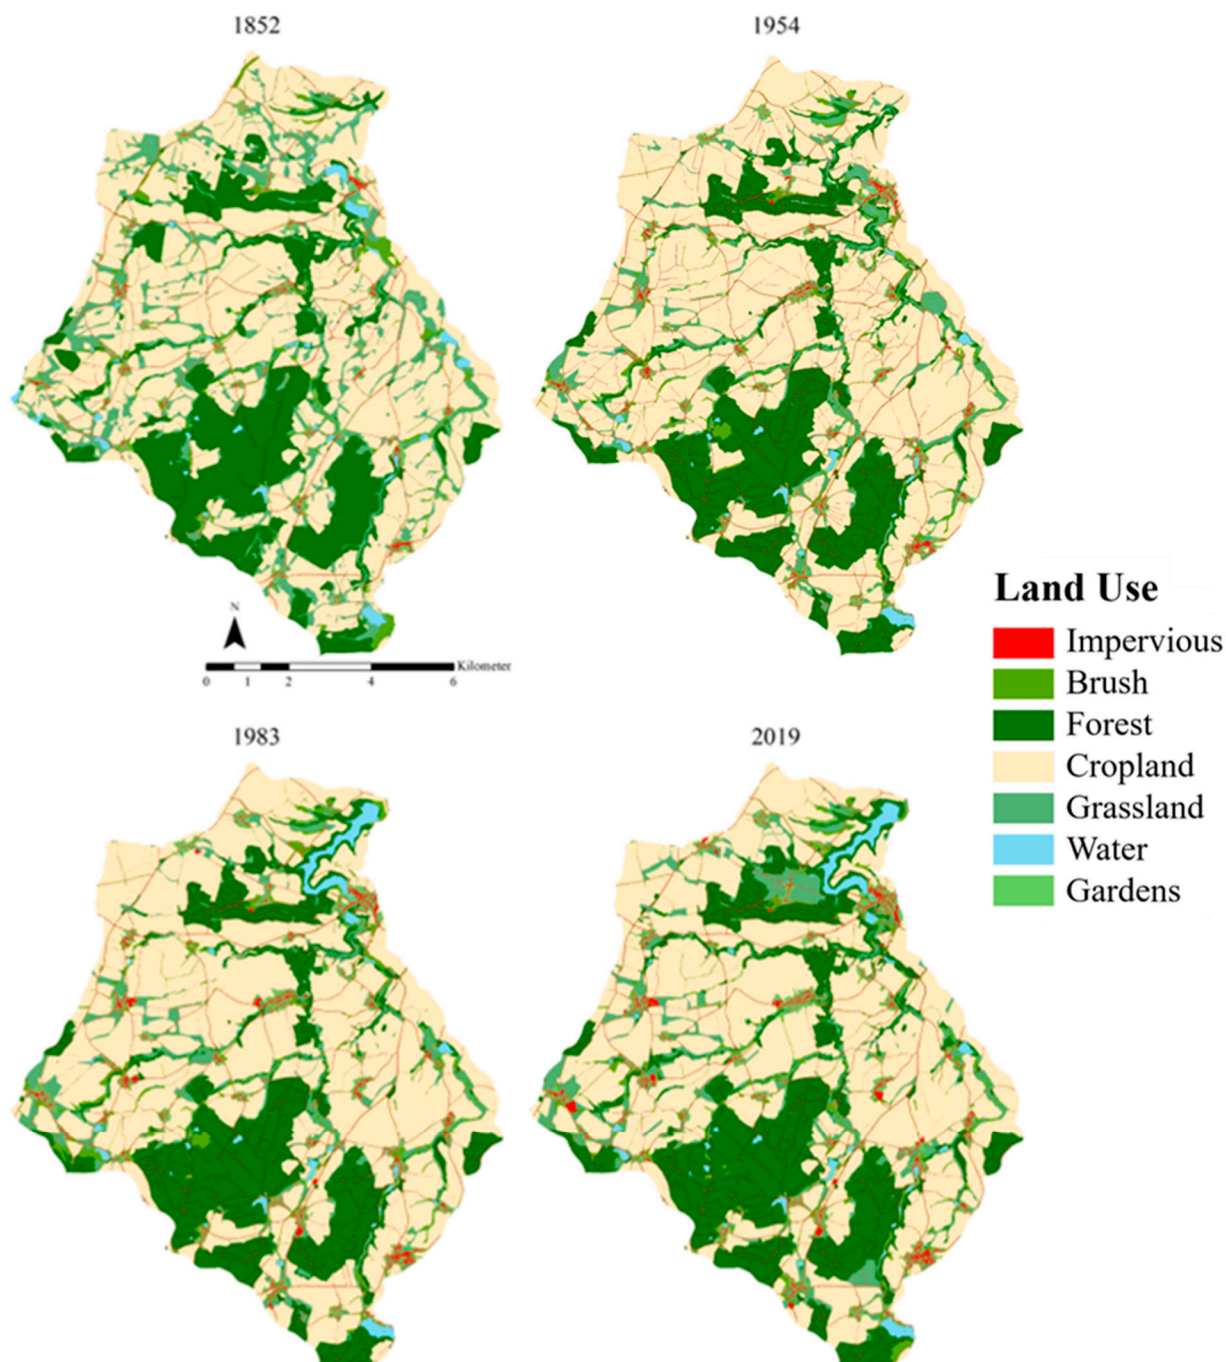 1852
1954
N
Kilometer
0 1 2 4 6
Land Use
Impervious
Brush
Forest
Cropland
Grassland
Water
Gardens
1983
2019